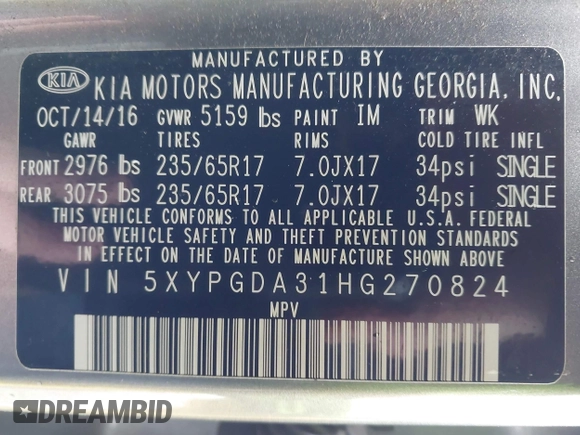 MANUFACTURED BY
KIA KIA MOTORS MANUFACTURING GEORGIA, INC.
OCT/14/16 GVWR 5159 lbs PAINT IM TRIM WK
GAWR TIRES RIMS COLD TIRE INFL
FRONT 2976 lbs 235/65R17 7.0JX17 34psi SINGLE
REAR 3075 lbs 235/65R17 7.0JX17 34psi SINGLE
THIS VEHICLE CONFORMS TO ALL APPLICABLE U.S.A. FEDERAL
MOTOR VEHICLE SAFETY AND THEFT PREVENTION STANDARDS
IN EFFECT ON THE DATE OF MANUFACTURE SHOWN ABOVE.
VIN 5XYPGDA31HG270824
MPV
DREAMBID